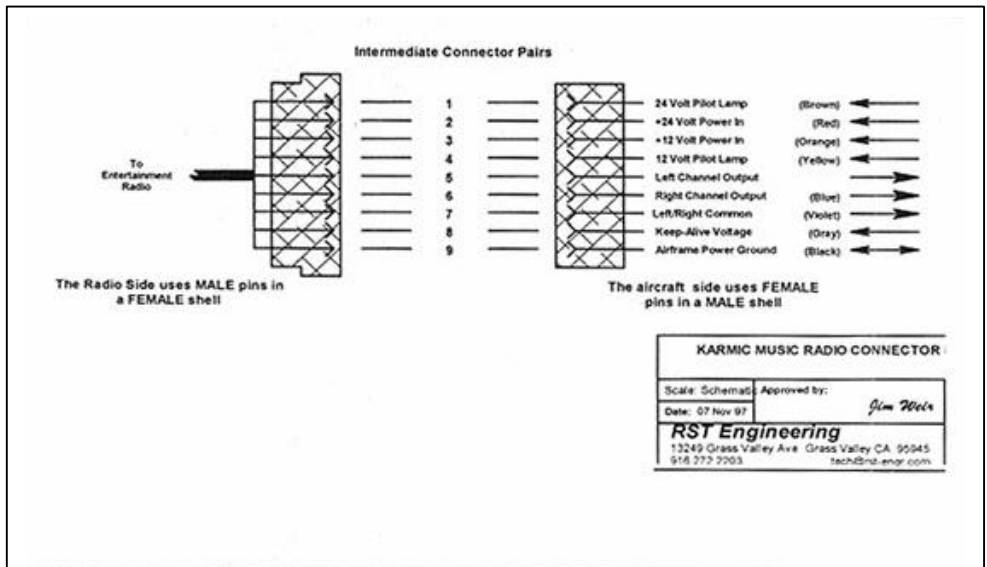 Intermediate Connector Pairs
1 24 Volt Pilot Lamp (Brown)
2 +24 Volt Power In (Red)
3 +12 Volt Power In (Orange)
4 12 Volt Pilot Lamp (Yellow)
5 Left Channel Output
6 Right Channel Output (Blue)
7 Left/Right Common (Violet)
8 Keep-Alive Voltage (Gray)
9 Airframe Power Ground (Black)
To
Entertainment
Radio
The Radio Side uses MALE pins in
a FEMALE shell
The aircraft side uses FEMALE
pins in a MALE shell
KARMIC MUSIC RADIO CONNECTOR
Scale: Schematic Approved by:
Date: 07 Nov 97 Jim Weir
RST Engineering
13249 Grass Valley Ave Grass Valley CA 95945
916 272 2203 tech@rst-engr.com